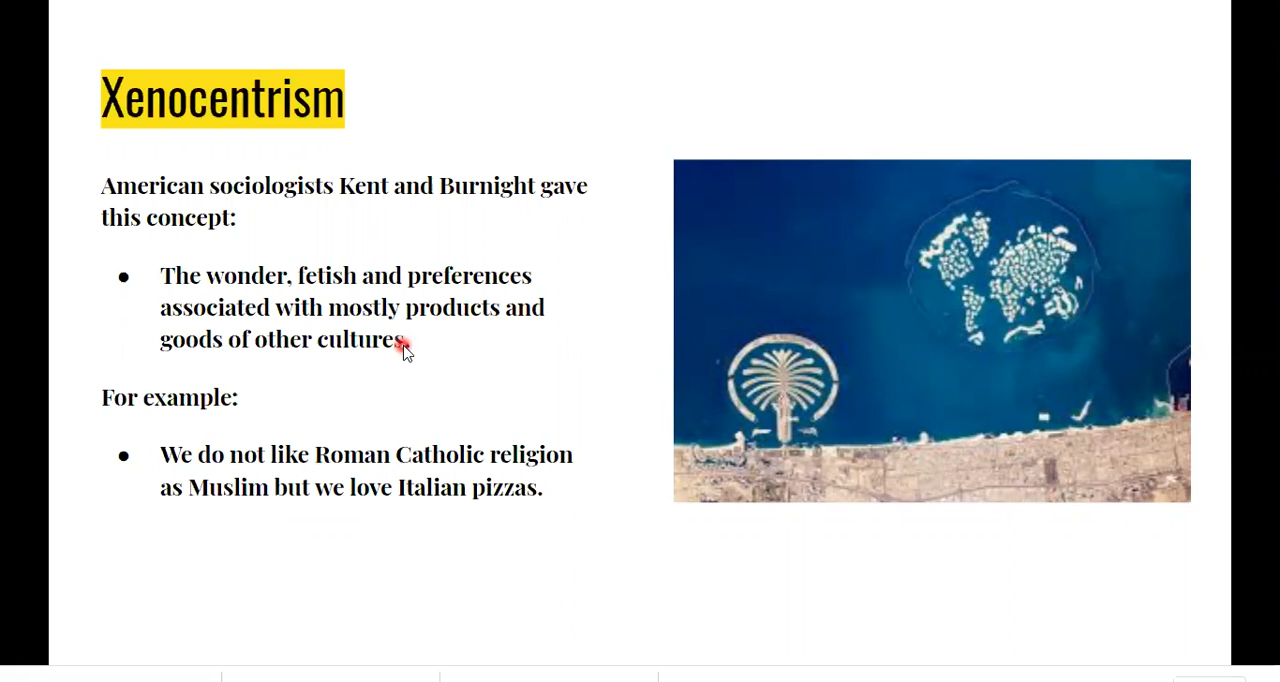 Xenocentrism
American sociologists Kent and Burnight gave
this concept:
● The wonder, fetish and preferences
associated with mostly products and
goods of other cultures.
For example:
● We do not like Roman Catholic religion
as Muslim but we love Italian pizzas.